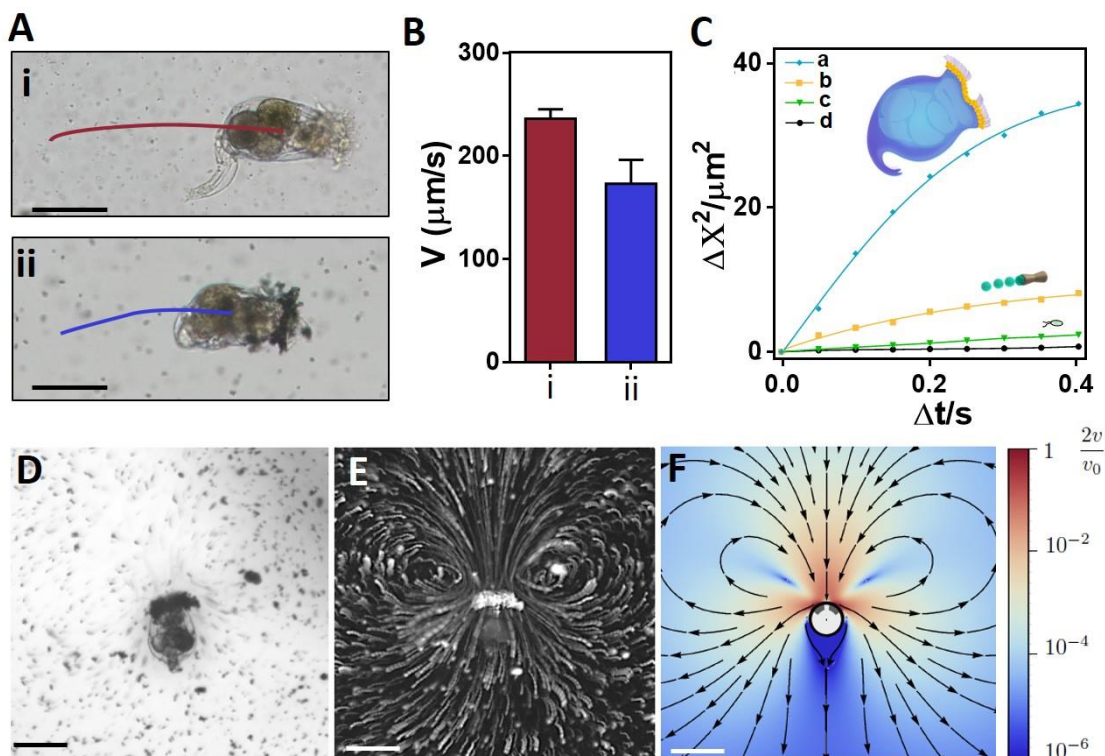 A
i
ii
B
300
200
100
0
V (μm/s)
i
ii
C
40
20
0
ΔX²/μm²
a
b
c
d
0.0
0.2
0.4
Δt/s
D
E
F
1
10⁻²
10⁻⁴
10⁻⁶
2v
v₀